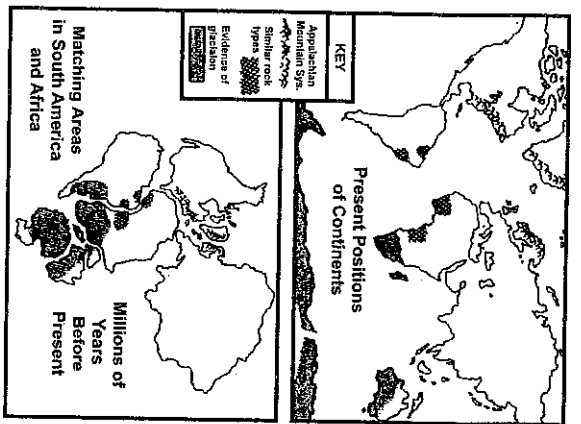 KEY
Appulachian
Mountain Sys.
Similar rock
types
Evidence of
glaciation
Present Positions
of Continents
Matching Areas
in South America
and Africa
Millions of
Years
Before
Present